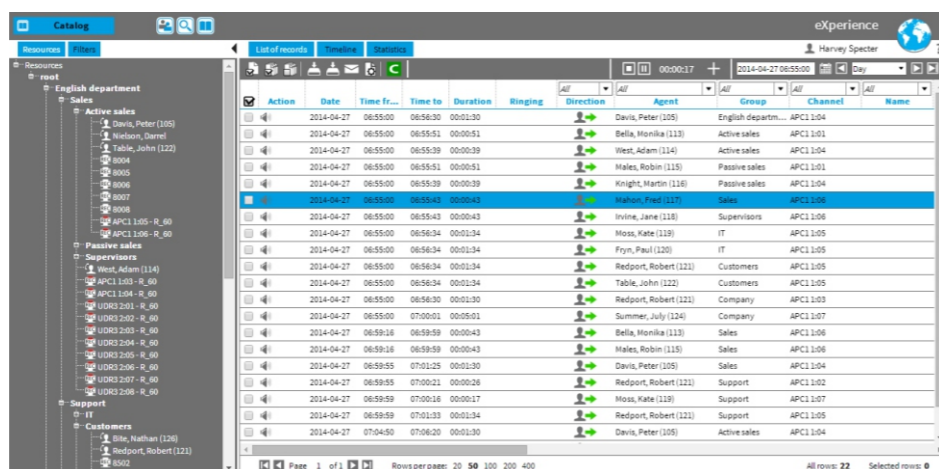 Catalog
eXperience
Harvey Specter
Resources Filters
List of records Timeline Statistics
Resources
root
English department
Sales
Active sales
Davis, Peter (105)
Nielson, Darrel
Table, John (122)
8004
8005
8006
8007
8008
APC1 1:05 - R_60
APC1 1:06 - R_60
Passive sales
Supervisors
West, Adam (114)
APC1 1:03 - R_60
APC1 1:04 - R_60
UDR3 2:01 - R_60
UDR3 2:02 - R_60
UDR3 2:03 - R_60
UDR3 2:04 - R_60
UDR3 2:05 - R_60
UDR3 2:06 - R_60
UDR3 2:07 - R_60
UDR3 2:08 - R_60
Support
IT
Customers
Bite, Nathan (126)
Redport, Robert (121)
8502
00:00:17 2014-04-27 06:55:00 Day
All All All All All
Action Date Time fr... Time to Duration Ringing Direction Agent Group Channel Name
2014-04-27 06:55:00 06:56:30 00:01:30 Davis, Peter (105) English departm... APC1 1:04
2014-04-27 06:55:00 06:55:51 00:00:51 Bella, Monika (113) Active sales APC1 1:01
2014-04-27 06:55:00 06:55:39 00:00:39 West, Adam (114) Active sales APC1 1:04
2014-04-27 06:55:00 06:55:51 00:00:51 Males, Robin (115) Passive sales APC1 1:01
2014-04-27 06:55:00 06:55:39 00:00:39 Knight, Martin (116) Passive sales APC1 1:04
2014-04-27 06:55:00 06:55:43 00:00:43 Mahon, Fred (117) Sales APC1 1:06
2014-04-27 06:55:00 06:55:43 00:00:43 Irvine, Jane (118) Supervisors APC1 1:06
2014-04-27 06:55:00 06:56:34 00:01:34 Moss, Kate (119) IT APC1 1:05
2014-04-27 06:55:00 06:56:34 00:01:34 Fryn, Paul (120) IT APC1 1:05
2014-04-27 06:55:00 06:56:34 00:01:34 Redport, Robert (121) Customers APC1 1:05
2014-04-27 06:55:00 06:56:34 00:01:34 Table, John (122) Customers APC1 1:05
2014-04-27 06:55:00 06:56:30 00:01:30 Redport, Robert (121) Company APC1 1:03
2014-04-27 06:55:00 07:00:01 00:05:01 Summer, July (124) Company APC1 1:07
2014-04-27 06:59:16 06:59:59 00:00:43 Bella, Monika (113) Sales APC1 1:06
2014-04-27 06:59:16 06:59:59 00:00:43 Males, Robin (115) Sales APC1 1:06
2014-04-27 06:59:55 07:01:25 00:01:30 Davis, Peter (105) Sales APC1 1:04
2014-04-27 06:59:55 07:00:21 00:00:26 Redport, Robert (121) Support APC1 1:02
2014-04-27 06:59:59 07:00:16 00:00:17 Moss, Kate (119) Support APC1 1:07
2014-04-27 06:59:59 07:01:33 00:01:34 Redport, Robert (121) Support APC1 1:05
2014-04-27 07:04:50 07:06:20 00:01:30 Davis, Peter (105) Active sales APC1 1:04
Page 1 of 1 Rows per page: 20 50 100 200 400 All rows: 22 Selected rows: 0